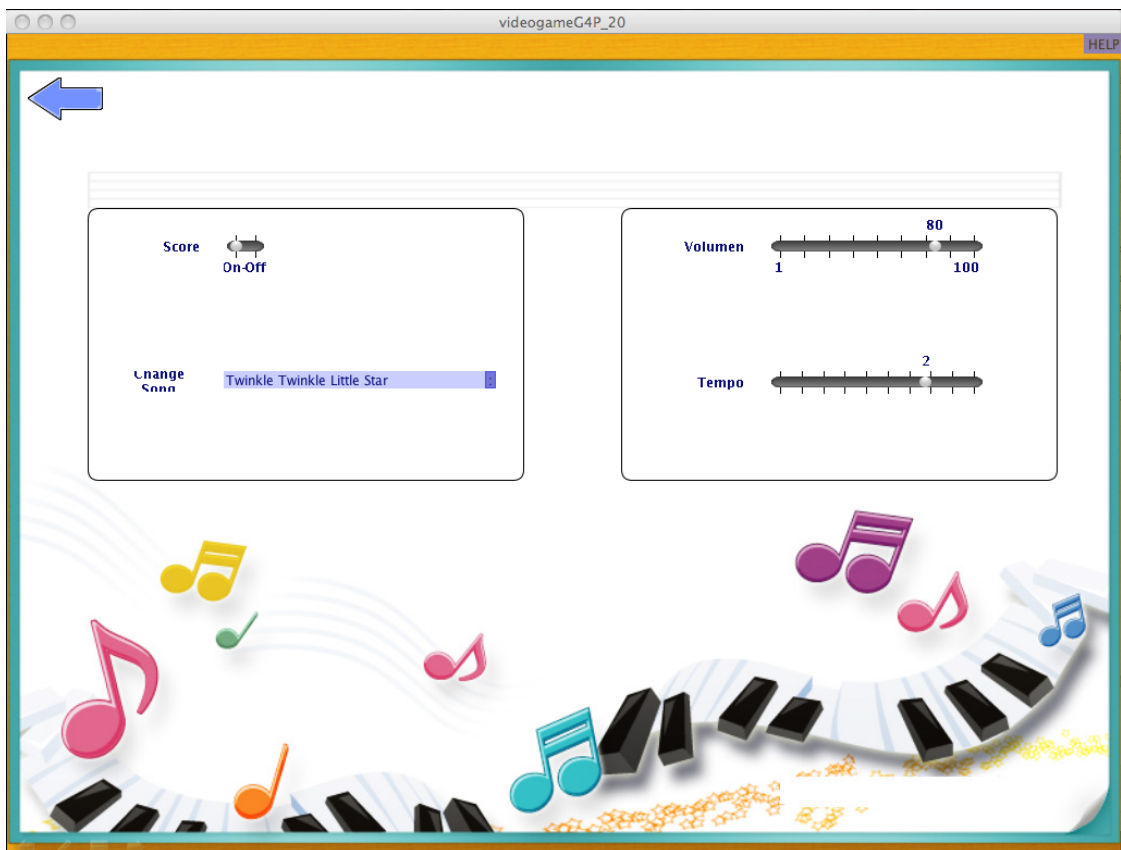 videogameG4P_20
HELP
Score
On-Off
Change
Song
Twinkle Twinkle Little Star
80
Volumen
1 100
2
Tempo